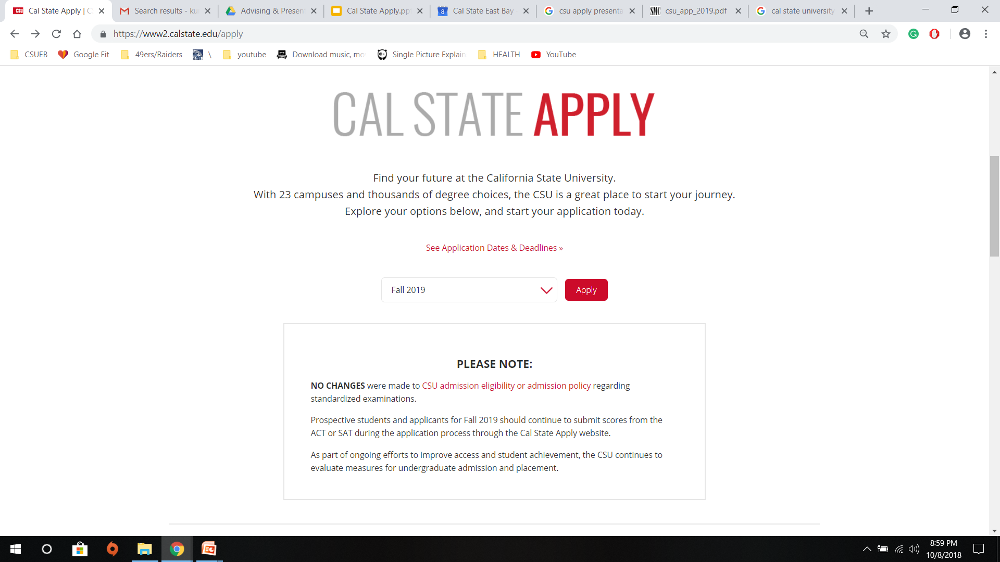 Cal State Apply | C
Search results - ku
Advising & Presen
Cal State Apply.pp
Cal State East Bay
csu apply presenta
csu_app_2019.pdf
cal state university
https://www2.calstate.edu/apply
CSUEB
Google Fit
49ers/Raiders
\
youtube
Download music, mo
Single Picture Explain
HEALTH
YouTube
CAL STATE APPLY
Find your future at the California State University.
With 23 campuses and thousands of degree choices, the CSU is a great place to start your journey.
Explore your options below, and start your application today.
See Application Dates & Deadlines »
Fall 2019
Apply
PLEASE NOTE:
NO CHANGES were made to CSU admission eligibility or admission policy regarding
standardized examinations.
Prospective students and applicants for Fall 2019 should continue to submit scores from the
ACT or SAT during the application process through the Cal State Apply website.
As part of ongoing efforts to improve access and student achievement, the CSU continues to
evaluate measures for undergraduate admission and placement.
8:59 PM
10/8/2018